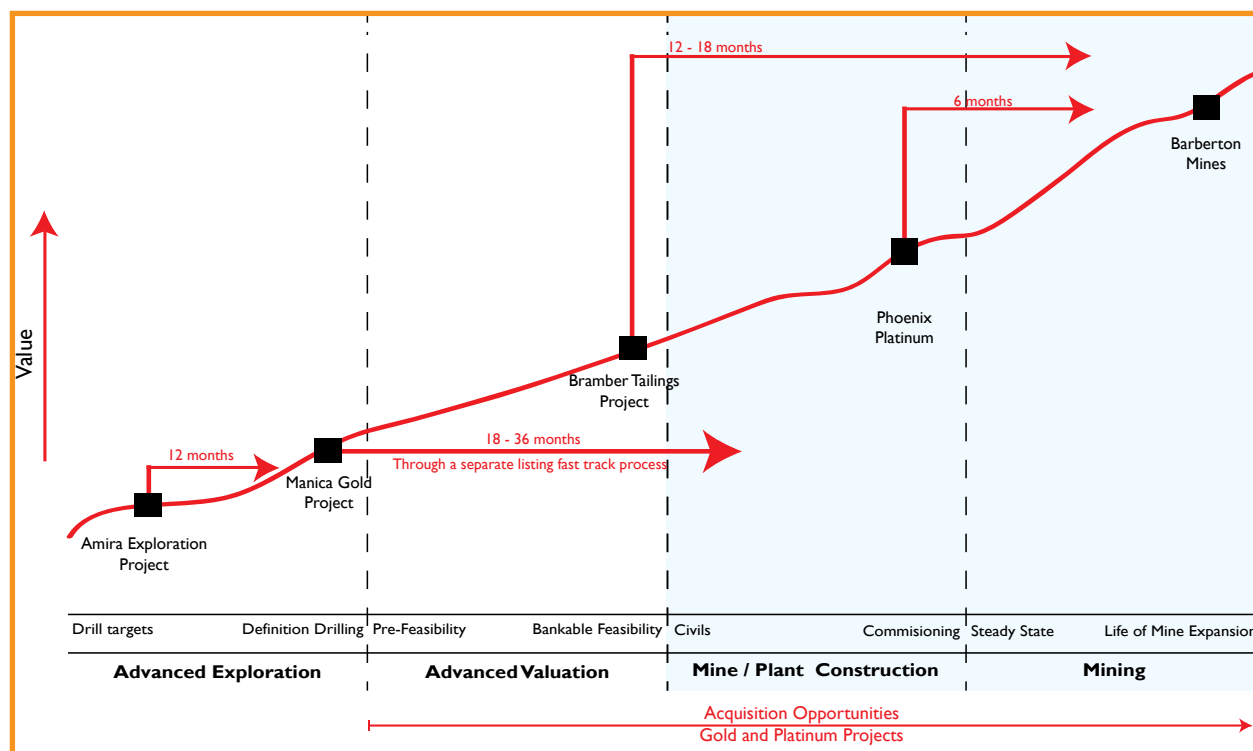 12 - 18 months
6 months
Barberton
Mines
Value
Phoenix
Platinum
Bramber Tailings
Project
18 - 36 months
Through a separate listing fast track process
12 months
Manica Gold
Project
Amira Exploration
Project
Drill targets
Definition Drilling
Pre-Feasibility
Bankable Feasibility
Civils
Commisioning
Steady State
Life of Mine Expansion
Advanced Exploration
Advanced Valuation
Mine / Plant Construction
Mining
Acquisition Opportunities
Gold and Platinum Projects